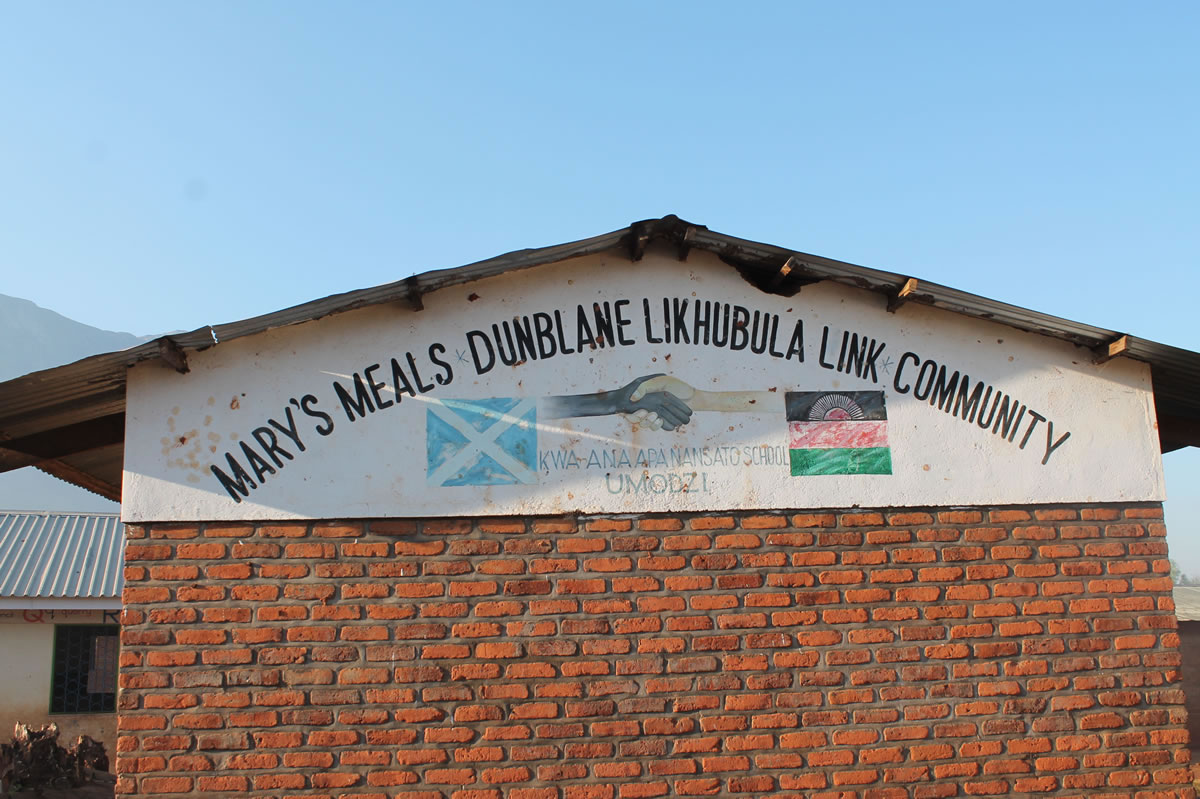 MARY'S MEALS * DUNBLANE LIKHUBULA LINK * COMMUNITY
KWA-ANA APA NANSATO SCHOOL
UMODZI